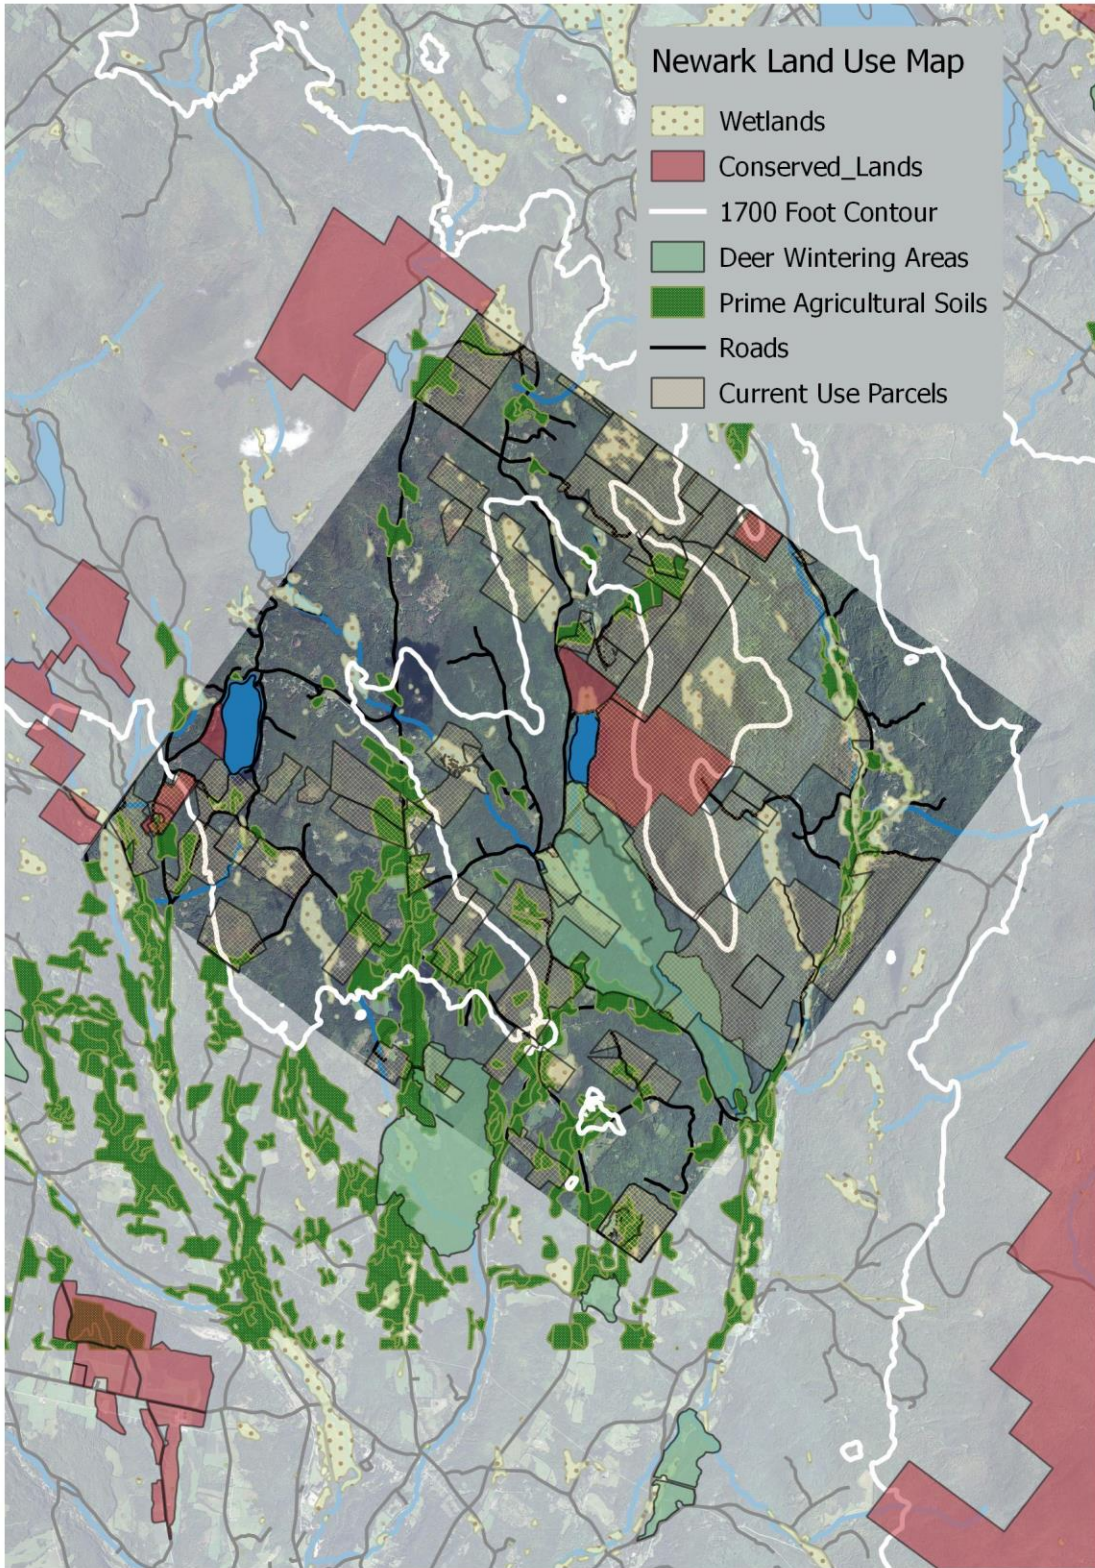 Newark Land Use Map
Wetlands
Conserved_Lands
1700 Foot Contour
Deer Wintering Areas
Prime Agricultural Soils
Roads
Current Use Parcels